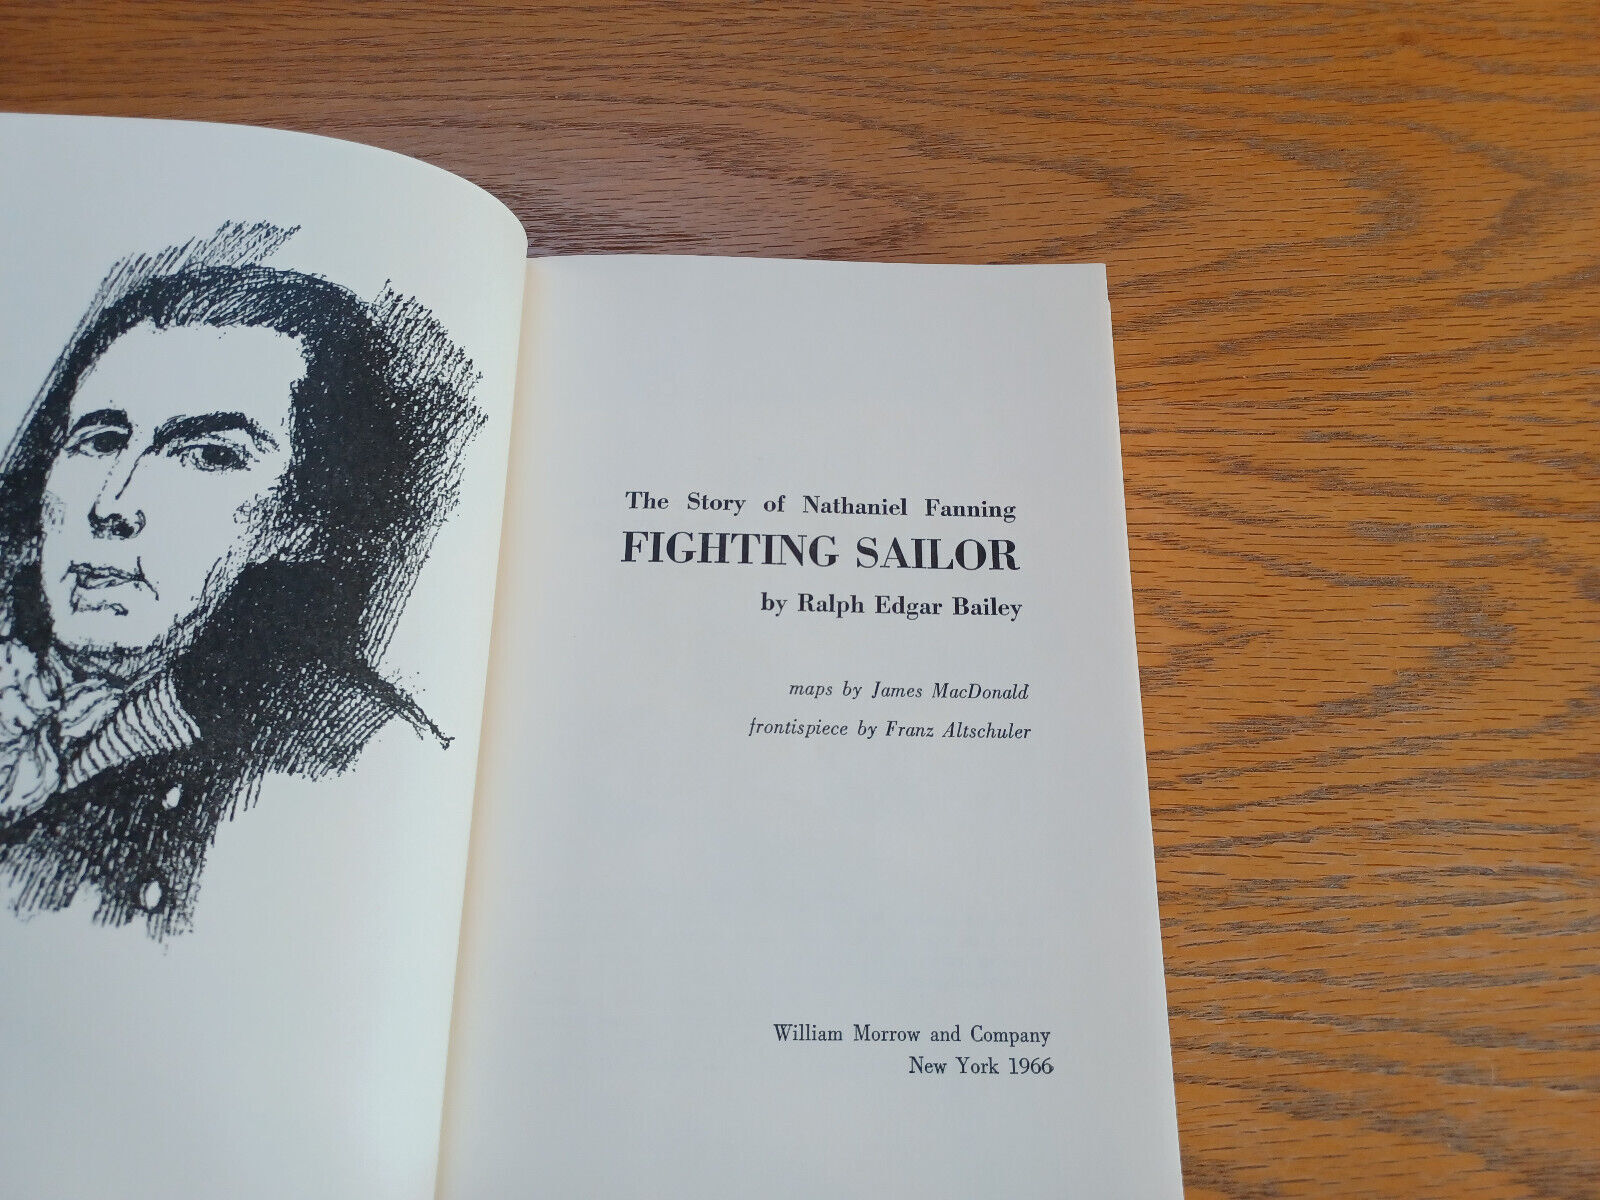 The Story of Nathaniel Fanning
FIGHTING SAILOR
by Ralph Edgar Bailey
maps by James MacDonald
frontispiece by Franz Altschuler
William Morrow and Company
New York 1966